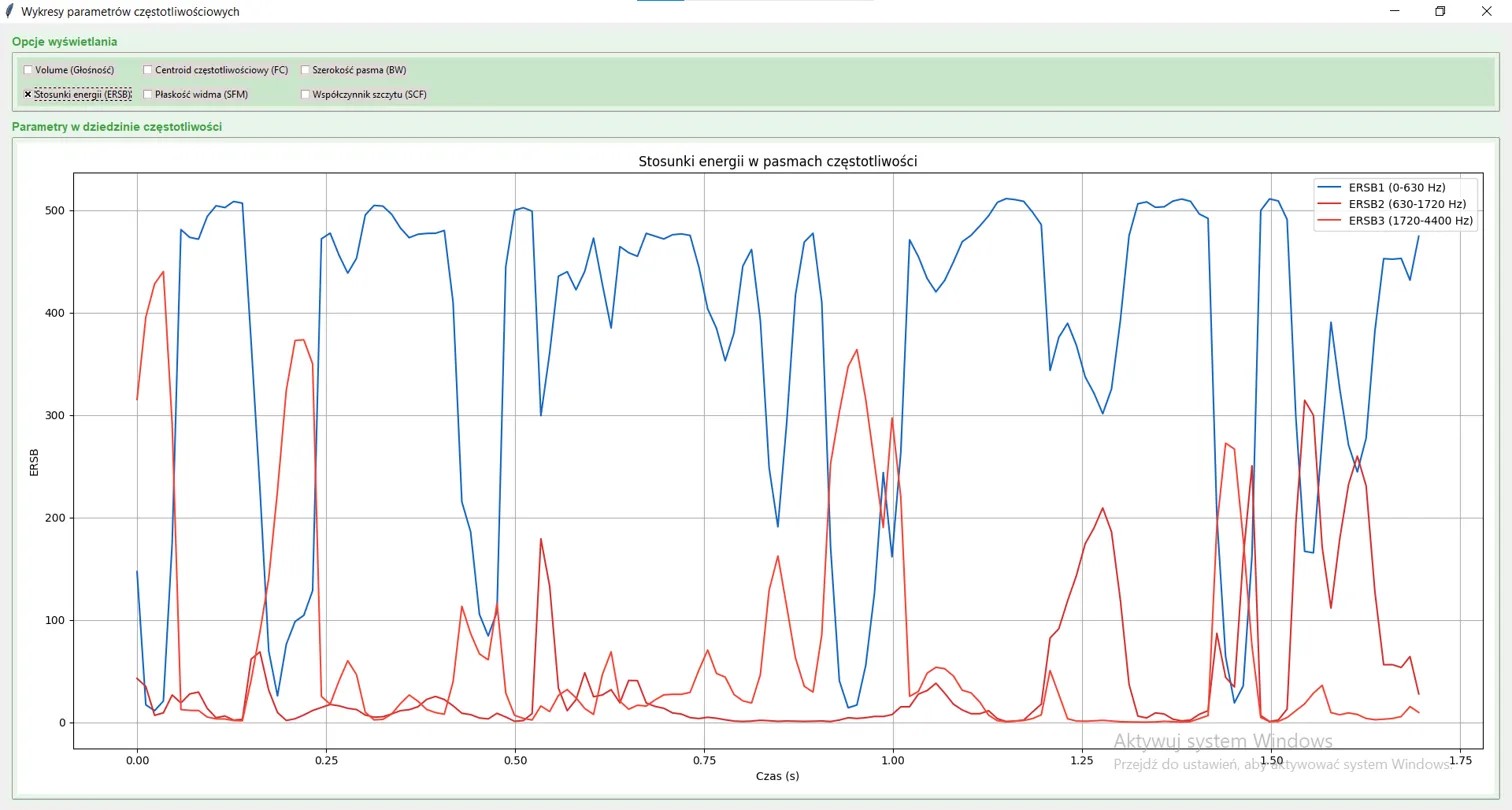 Wykresy parametrów częstotliwościowych
Opcje wyświetlania
Volume (Głośność)
Centroid częstotliwościowy (FC)
Szerokość pasma (BW)
Stosunki energii (ERSB)
Płaskość widma (SFM)
Współczynnik szczytu (SCF)
Parametry w dziedzinie częstotliwości
Stosunki energii w pasmach częstotliwości
ERSB1 (0-630 Hz)
ERSB2 (630-1720 Hz)
ERSB3 (1720-4400 Hz)
500
400
300
200
100
0
ERSB
0.00
0.25
0.50
0.75
1.00
1.25
1.50
1.75
Czas (s)
Aktywuj system Windows
Przejdź do ustawień, aby aktywować system Windows.